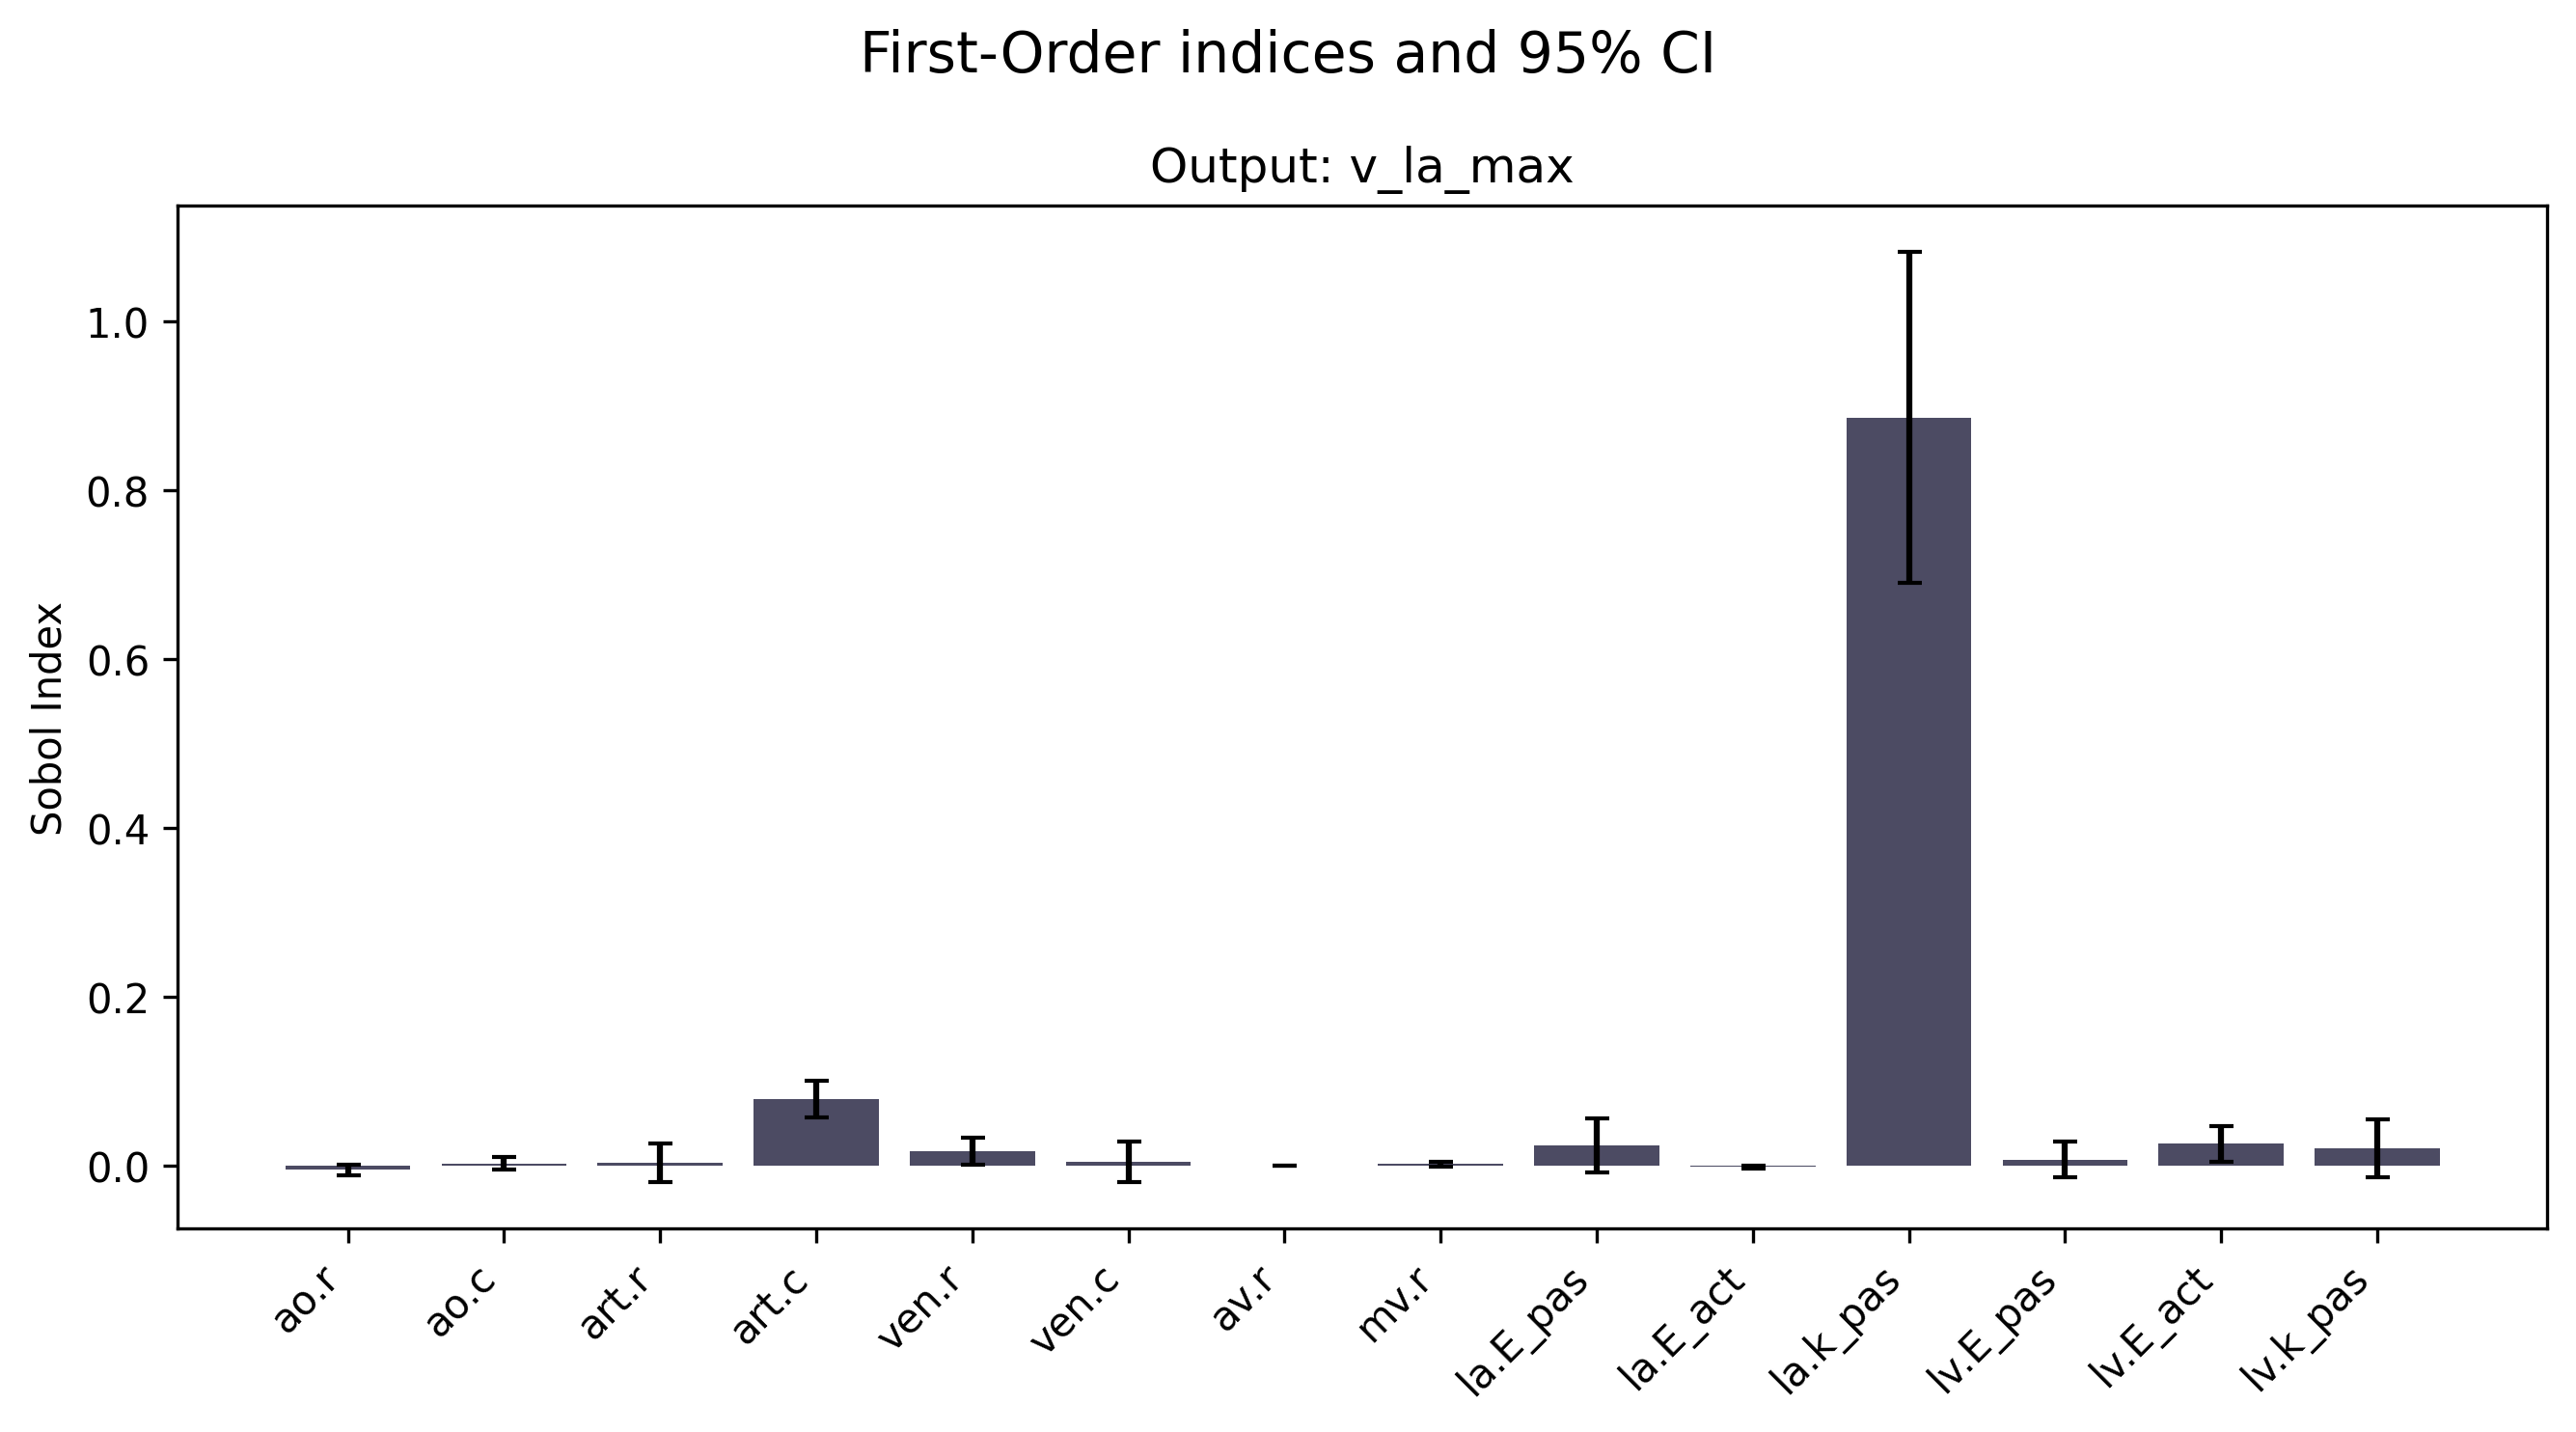 First-Order indices and 95% CI
Output: v_la_max
Sobol Index
1.0
0.8
0.6
0.4
0.2
0.0
ao.r
ao.c
art.r
art.c
ven.r
ven.c
av.r
mv.r
la.E_pas
la.E_act
la.k_pas
lv.E_pas
lv.E_act
lv.k_pas